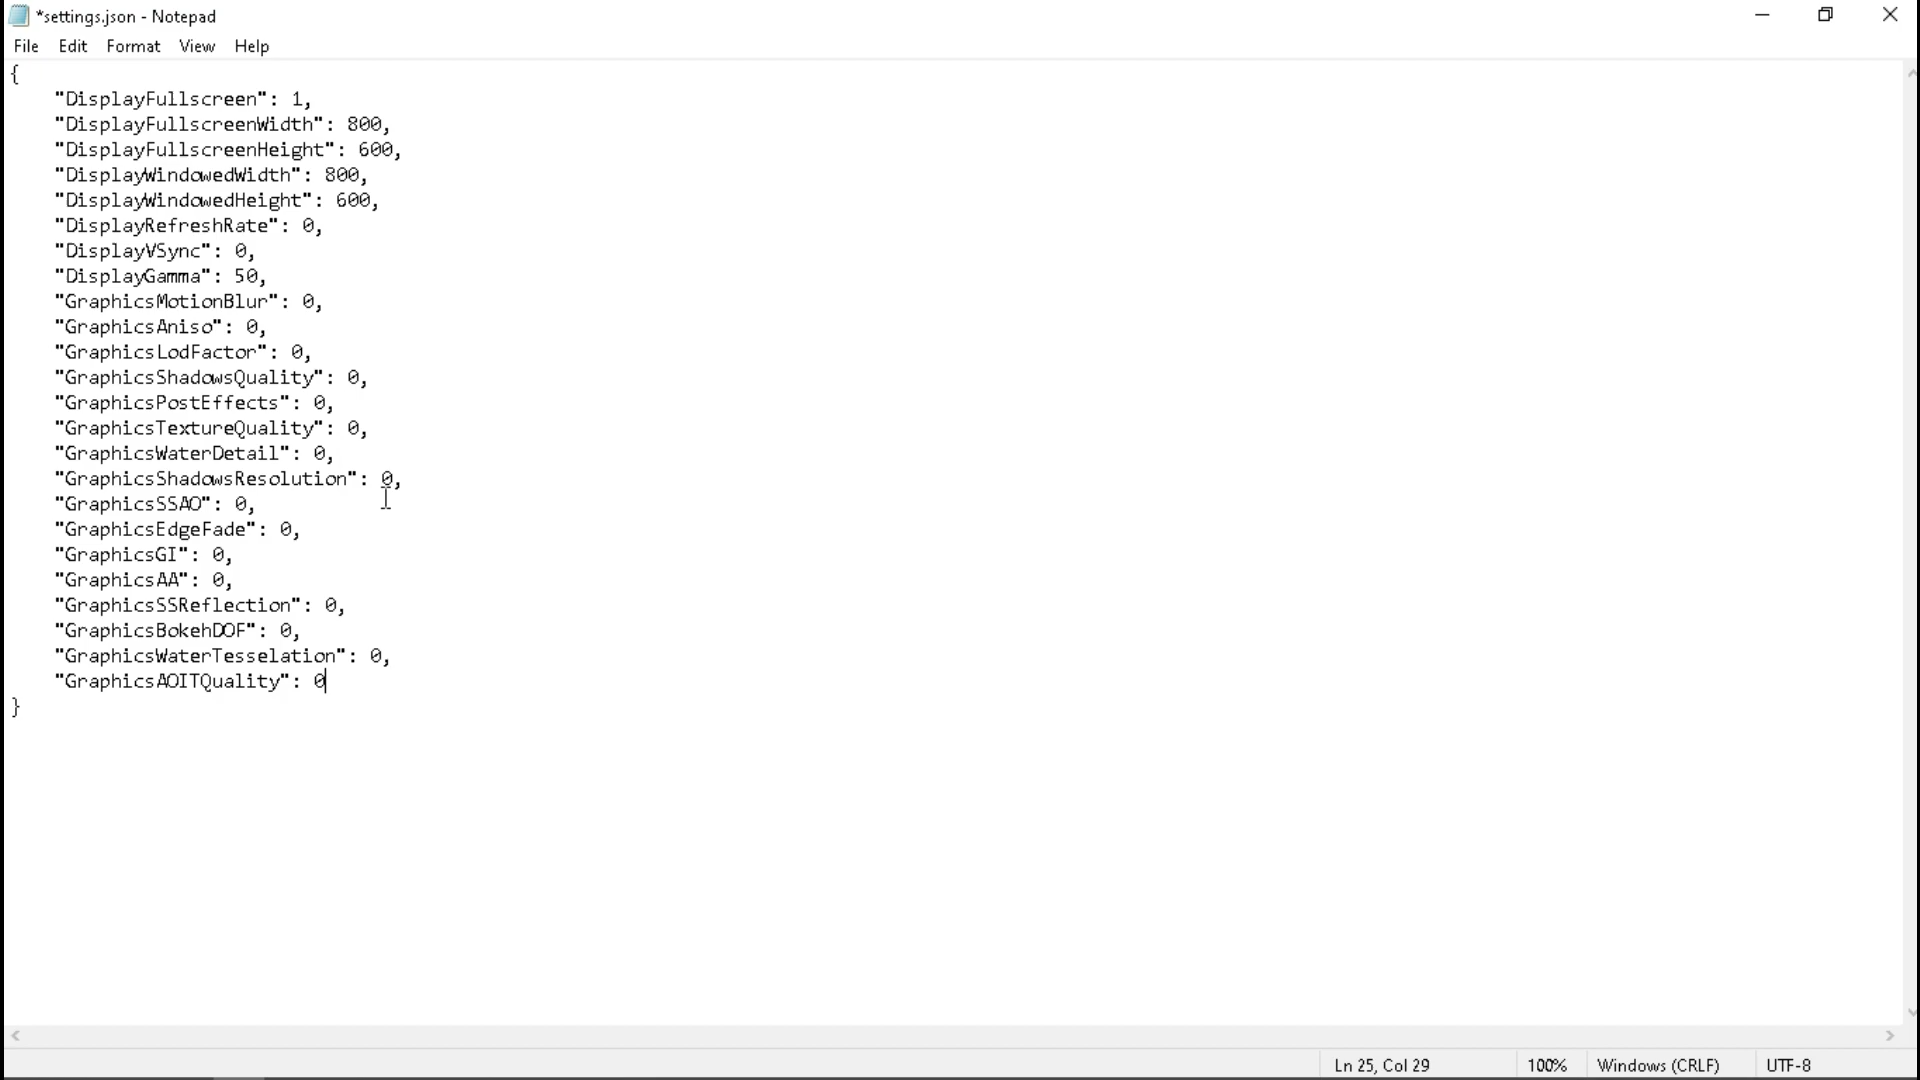 *settings.json - Notepad
File Edit Format View Help
{
    "DisplayFullscreen": 1,
    "DisplayFullscreenWidth": 800,
    "DisplayFullscreenHeight": 600,
    "DisplayWindowedWidth": 800,
    "DisplayWindowedHeight": 600,
    "DisplayRefreshRate": 0,
    "DisplayVSync": 0,
    "DisplayGamma": 50,
    "GraphicsMotionBlur": 0,
    "GraphicsAniso": 0,
    "GraphicsLodFactor": 0,
    "GraphicsShadowsQuality": 0,
    "GraphicsPostEffects": 0,
    "GraphicsTextureQuality": 0,
    "GraphicsWaterDetail": 0,
    "GraphicsShadowsResolution": 0,
    "GraphicsSSAO": 0,
    "GraphicsEdgeFade": 0,
    "GraphicsGI": 0,
    "GraphicsAA": 0,
    "GraphicsSSReflection": 0,
    "GraphicsBokehDOF": 0,
    "GraphicsWaterTesselation": 0,
    "GraphicsAOITQuality": 0
}
Ln 25, Col 29 100% Windows (CRLF) UTF-8